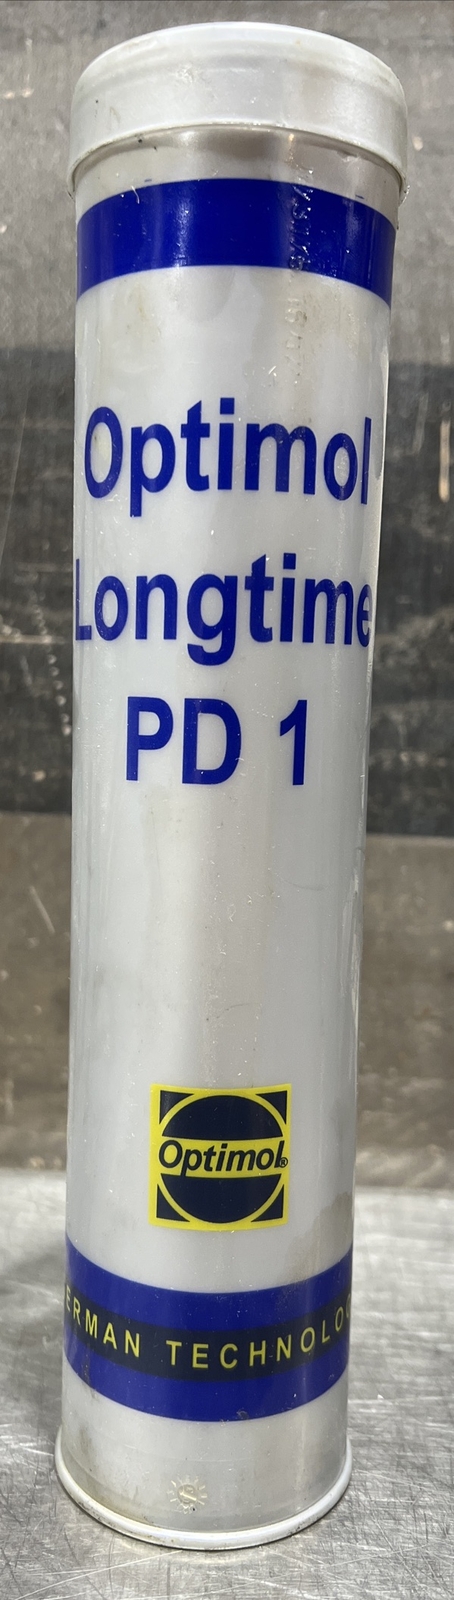 Optimol
Longtime
PD 1
Optimol®
ERMAN TECHNOLO